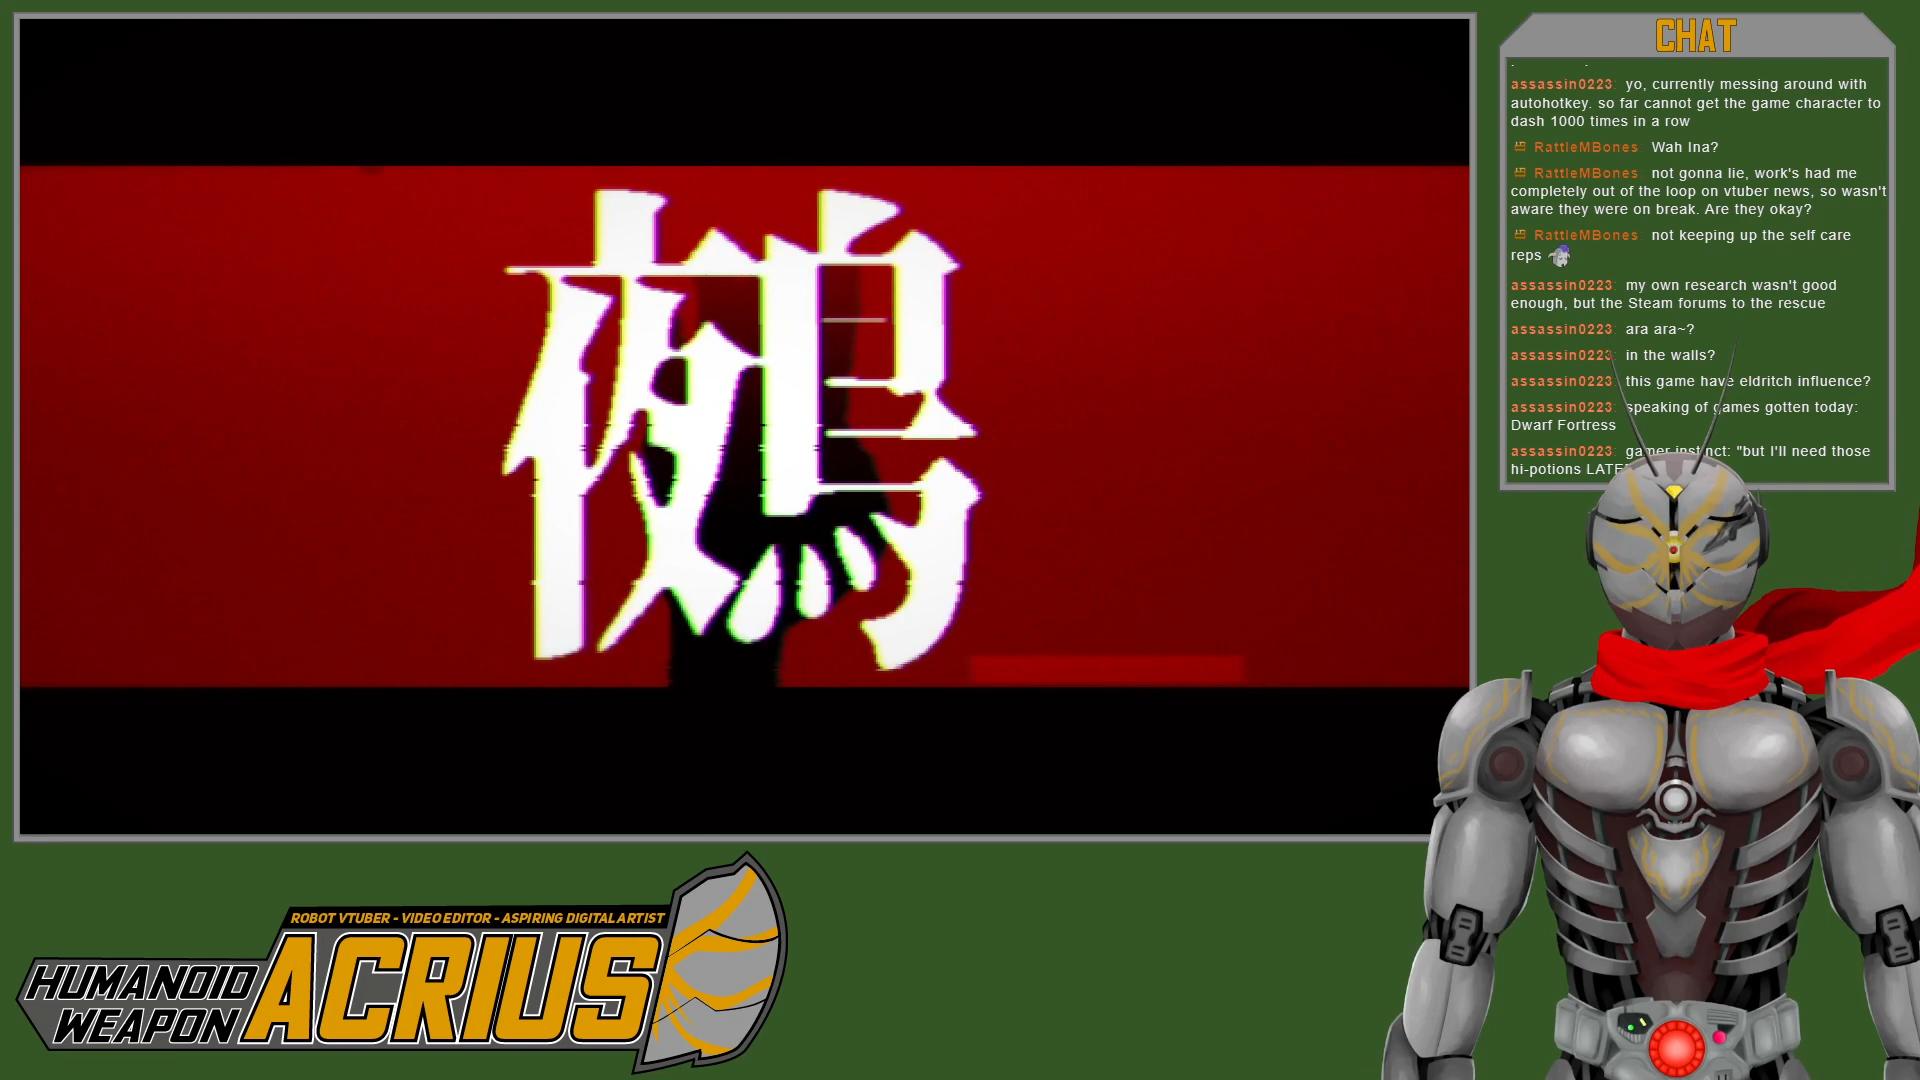 鵺
CHAT
assassin0223: yo, currently messing around with
autohotkey. so far cannot get the game character to
dash 1000 times in a row
RattleMBones: Wah Ina?
RattleMBones: not gonna lie, work's had me
completely out of the loop on vtuber news, so wasn't
aware they were on break. Are they okay?
RattleMBones: not keeping up the self care
reps
assassin0223: my own research wasn't good
enough, but the Steam forums to the rescue
assassin0223: ara ara~?
assassin0223: in the walls?
assassin0223: this game have eldritch influence?
assassin0223: speaking of games gotten today:
Dwarf Fortress
assassin0223: gamer instinct: "but I'll need those
hi-potions
ROBOT VTUBER - VIDEO EDITOR - ASPIRING DIGITAL ARTIST
HUMANOID
WEAPON
ACRIUS